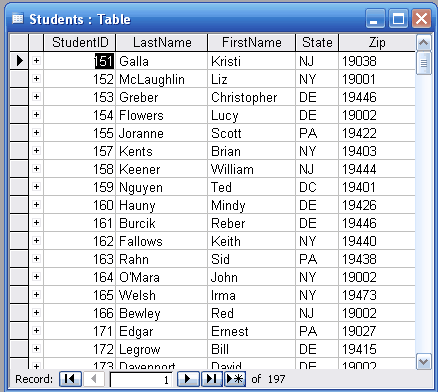 Students : Table
StudentID LastName FirstName State Zip
151 Galla Kristi NJ 19038
+ 152 McLaughlin Liz NY 19001
+ 153 Greber Christopher DE 19446
+ 154 Flowers Lucy DE 19002
+ 155 Joranne Scott PA 19422
+ 157 Kents Brian NY 19403
+ 158 Keener William NJ 19444
+ 159 Nguyen Ted DC 19401
+ 160 Hauny Mindy DE 19426
+ 161 Burcik Reber DE 19446
+ 162 Fallows Keith NY 19440
+ 163 Rahn Sid PA 19438
+ 164 O'Mara John NY 19002
+ 165 Welsh Irma NY 19473
+ 166 Bewley Red NJ 19002
+ 171 Edgar Ernest PA 19027
+ 172 Legrow Bill DE 19415
+ 173 Davenport David DE 19002
Record: 1 of 197